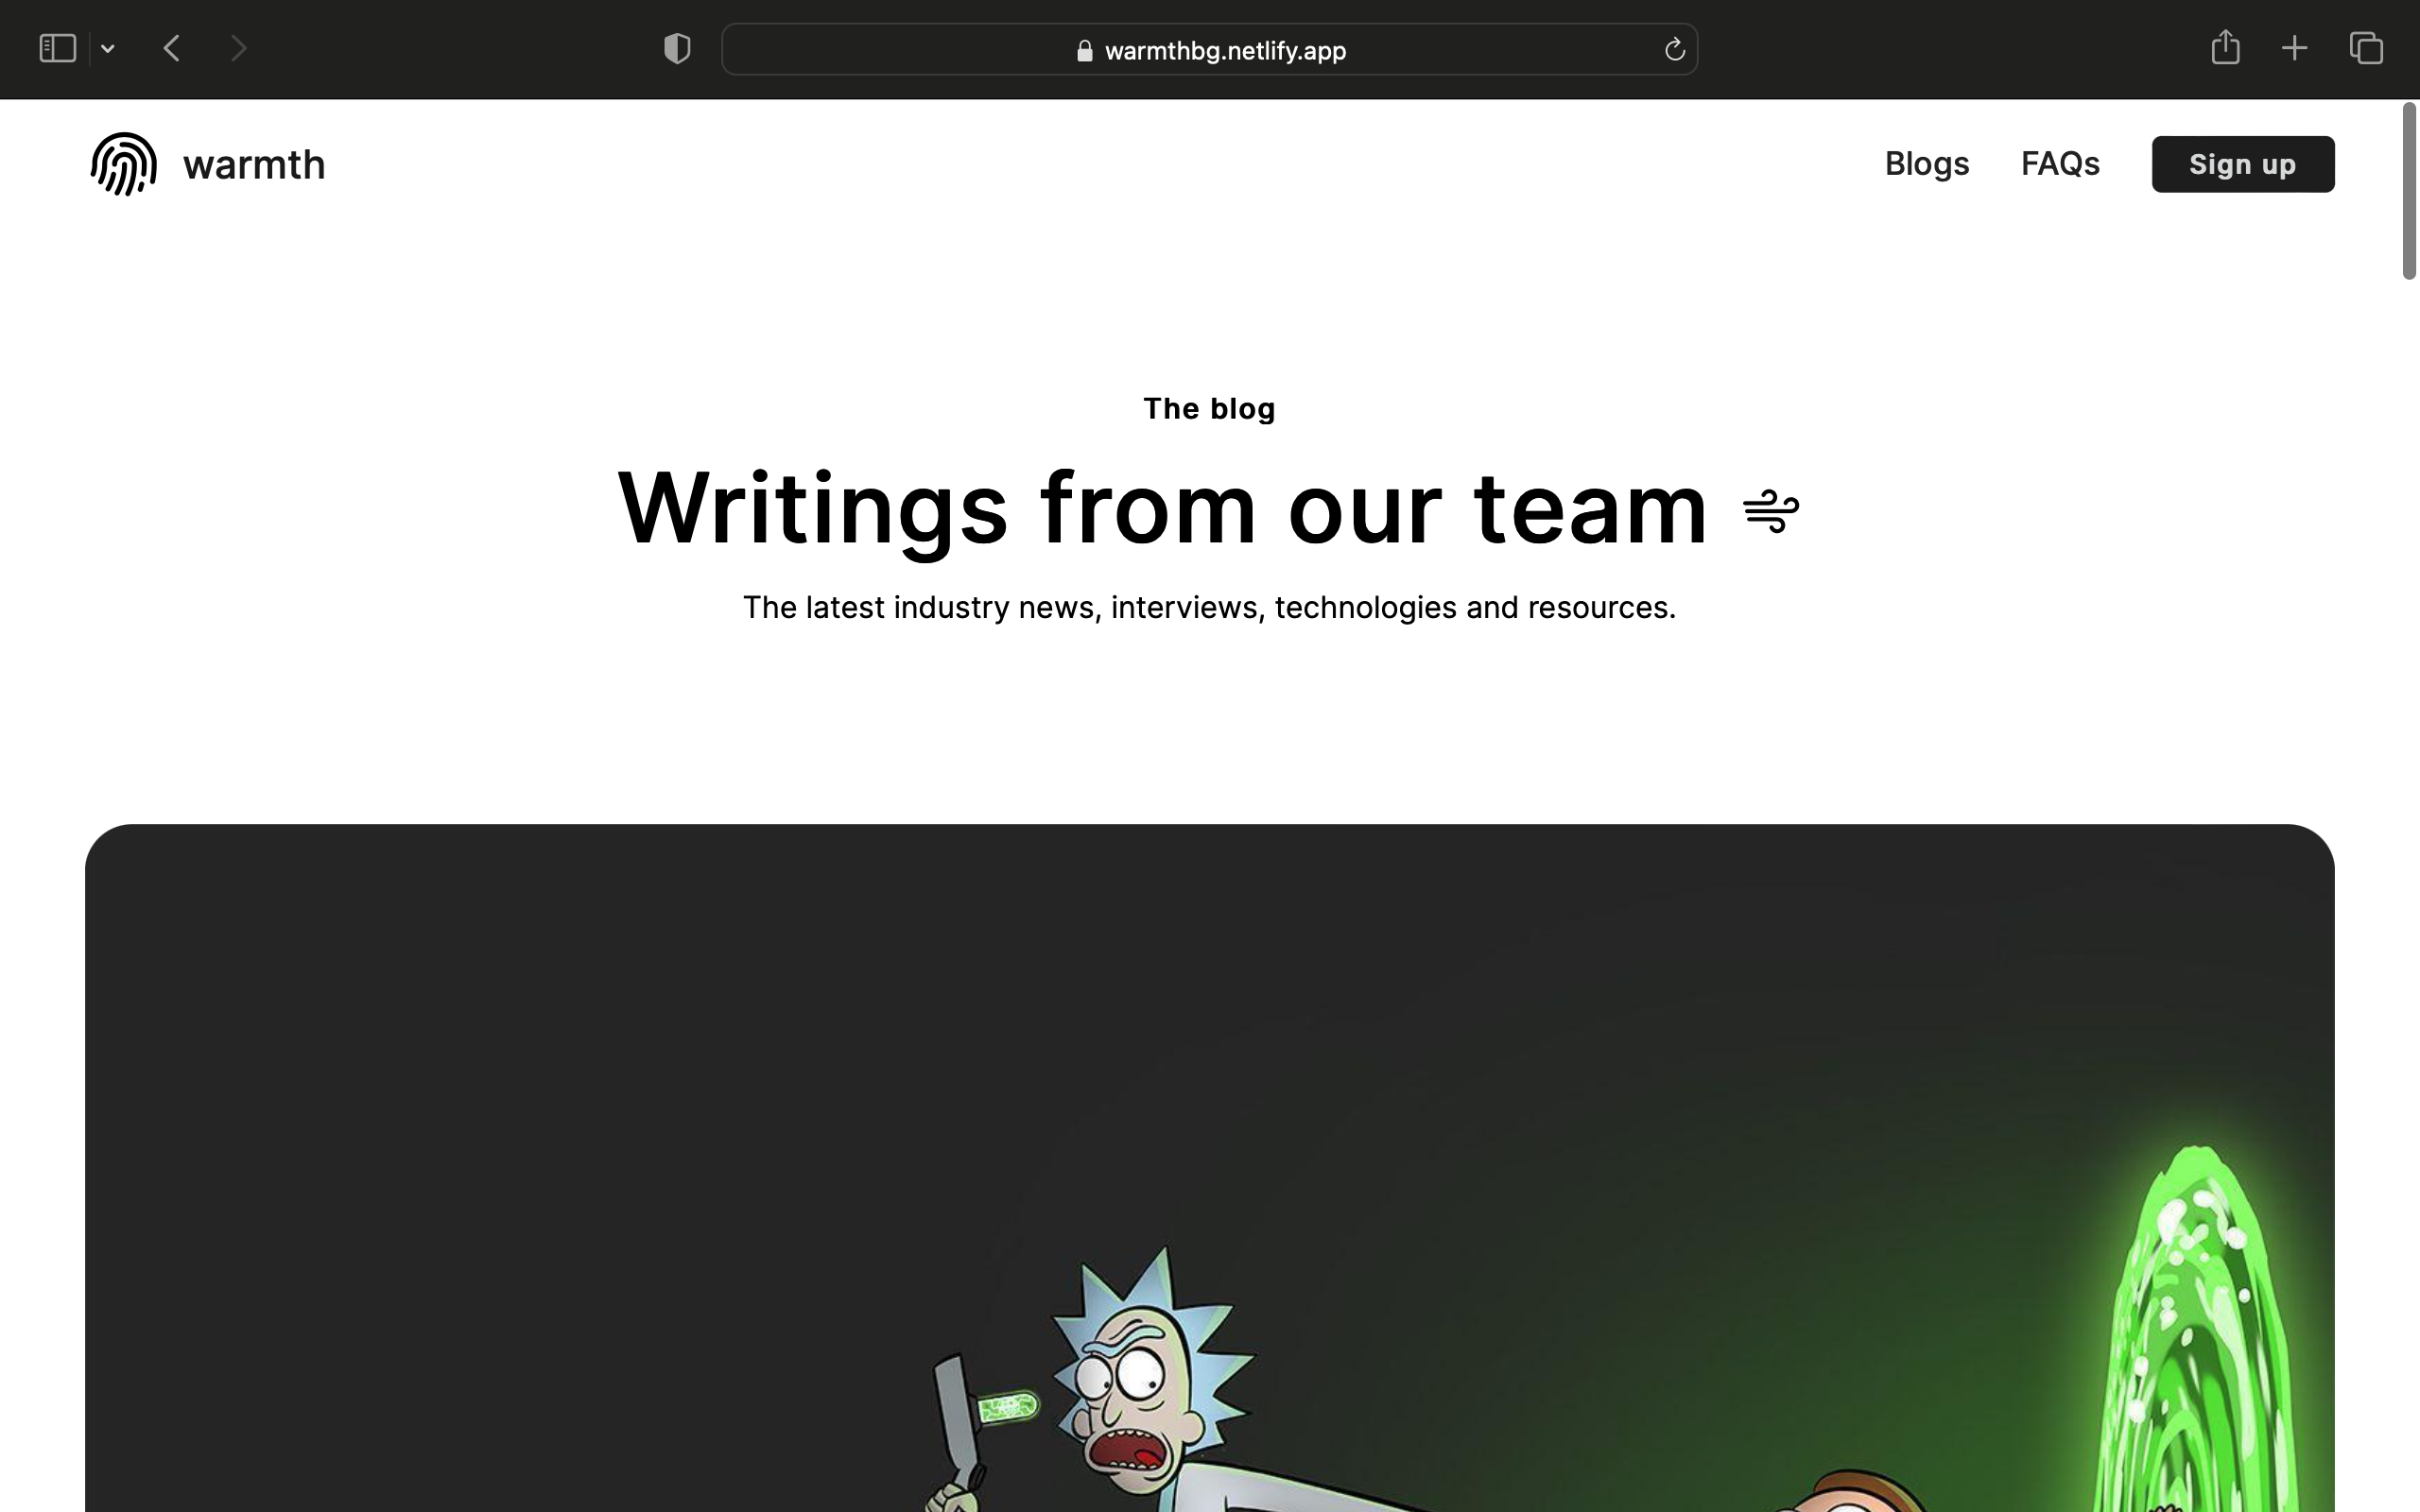 warmthbg.netlify.app
warmth
Blogs FAQs Sign up
The blog
Writings from our team
The latest industry news, interviews, technologies and resources.